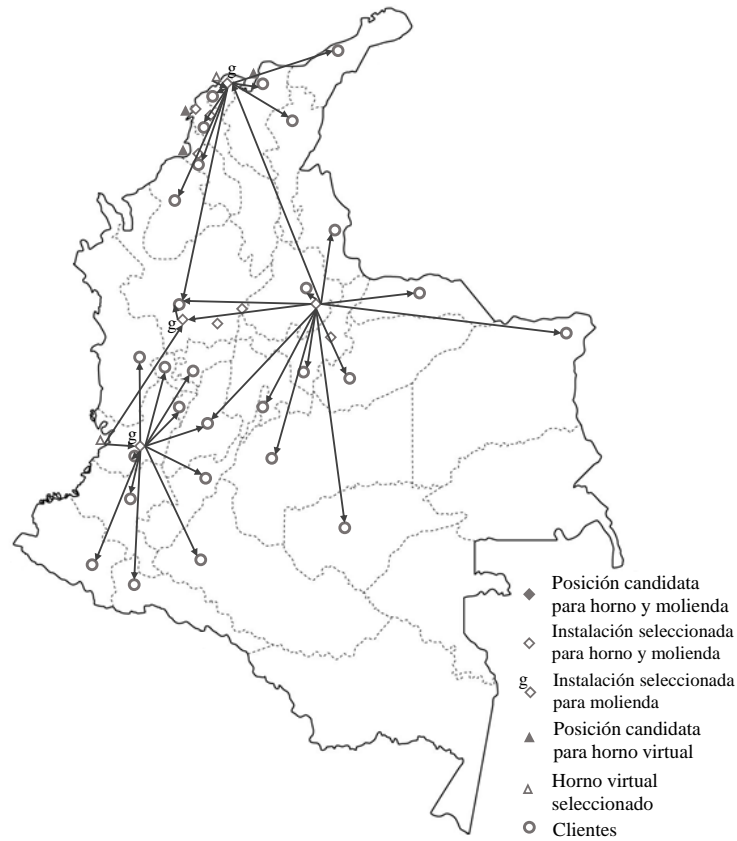 g
g
g
Posición candidata
para horno y molienda
Instalación seleccionada
para horno y molienda
g
Instalación seleccionada
para molienda
Posición candidata
para horno virtual
Horno virtual
seleccionado
Clientes